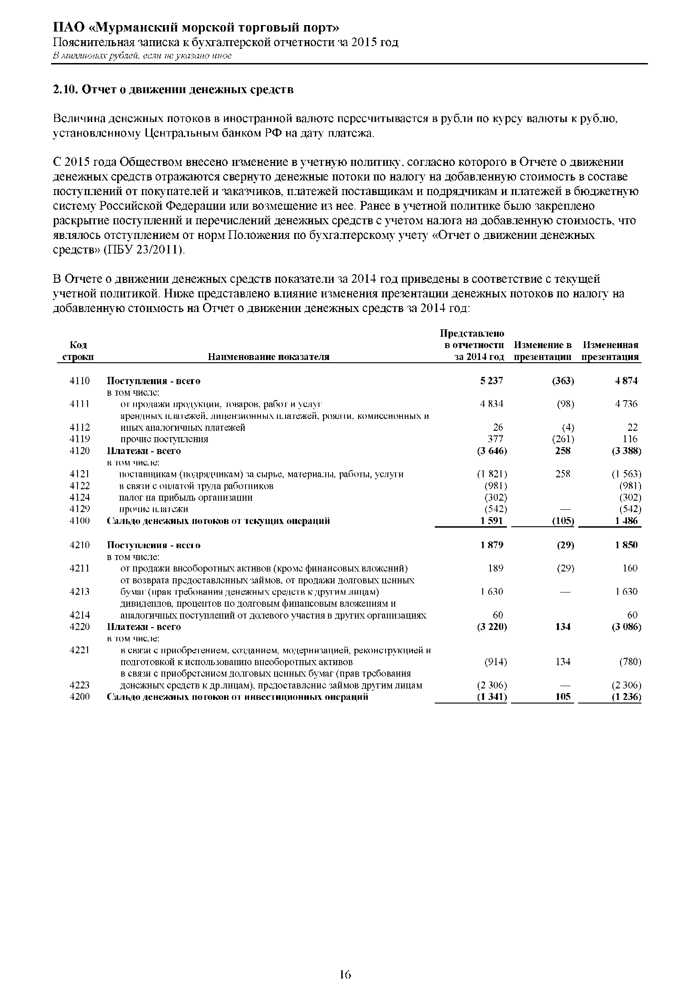 ПАО «Мурманский морской торговый порт»
Пояснительная записка к бухгалтерской отчетности за 2015 год
В миллионах рублей, если не указано иное
2.10. Отчет о движении денежных средств
Величина денежных потоков в иностранной валюте пересчитывается в рубли по курсу валюты к рублю,
установленному Центральным банком РФ на дату платежа.
С 2015 года Обществом внесено изменение в учетную политику, согласно которого в Отчете о движении
денежных средств отражаются свернуто денежные потоки по налогу на добавленную стоимость в составе
поступлений от покупателей и заказчиков, платежей поставщикам и подрядчикам и платежей в бюджетную
систему Российской Федерации или возмещение из нее. Ранее в учетной политике было закреплено
раскрытие поступлений и перечислений денежных средств с учетом налога на добавленную стоимость, что
являлось отступлением от норм Положения по бухгалтерскому учету «Отчет о движении денежных
средств» (ПБУ 23/2011).
В Отчете о движении денежных средств показатели за 2014 год приведены в соответствие с текущей
учетной политикой. Ниже представлено влияние изменения презентации денежных потоков по налогу на
добавленную стоимость на Отчет о движении денежных средств за 2014 год:
Представлено
Код в отчетности Изменение в Измененная
строки Наименование показателя за 2014 год презентации презентация
4110 Поступления - всего 5 237 (363) 4 874
в том числе:
4111 от продажи продукции, товаров, работ и услуг 4 834 (98) 4 736
арендных платежей, лицензионных платежей, роялти, комиссионных и
4112 иных аналогичных платежей 26 (4) 22
4119 прочие поступления 377 (261) 116
4120 Платежи - всего (3 646) 258 (3 388)
в том числе:
4121 поставщикам (подрядчикам) за сырье, материалы, работы, услуги (1 821) 258 (1 563)
4122 в связи с оплатой труда работников (981) (981)
4124 налог на прибыль организации (302) (302)
4129 прочие платежи (542) — (542)
4100 Сальдо денежных потоков от текущих операций 1 591 (105) 1 486
4210 Поступления - всего 1 879 (29) 1 850
в том числе:
4211 от продажи внеоборотных активов (кроме финансовых вложений) 189 (29) 160
от возврата предоставленных займов, от продажи долговых ценных
4213 бумаг (прав требования денежных средств к другим лицам) 1 630 — 1 630
дивидендов, процентов по долговым финансовым вложениям и
4214 аналогичных поступлений от долевого участия в других организациях 60 60
4220 Платежи - всего (3 220) 134 (3 086)
в том числе:
4221 в связи с приобретением, созданием, модернизацией, реконструкцией и
подготовкой к использованию внеоборотных активов (914) 134 (780)
в связи с приобретением долговых ценных бумаг (прав требования
4223 денежных средств к др.лицам), предоставление займов другим лицам (2 306) — (2 306)
4200 Сальдо денежных потоков от инвестиционных операций (1 341) 105 (1 236)
16